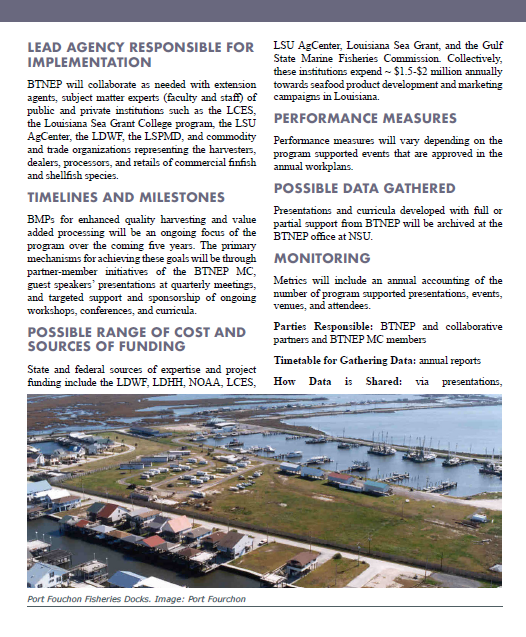 LEAD AGENCY RESPONSIBLE FOR
IMPLEMENTATION
BTNEP will collaborate as needed with extension
agents, subject matter experts (faculty and staff) of
public and private institutions such as the LCES,
the Louisiana Sea Grant College program, the LSU
AgCenter, the LDWF, the LSPMD, and commodity
and trade organizations representing the harvesters,
dealers, processors, and retails of commercial finfish
and shellfish species.
TIMELINES AND MILESTONES
BMPs for enhanced quality harvesting and value
added processing will be an ongoing focus of the
program over the coming five years. The primary
mechanisms for achieving these goals will be through
partner-member initiatives of the BTNEP MC,
guest speakers' presentations at quarterly meetings,
and targeted support and sponsorship of ongoing
workshops, conferences, and curricula.
POSSIBLE RANGE OF COST AND
SOURCES OF FUNDING
State and federal sources of expertise and project
funding include the LDWF, LDHH, NOAA, LCES,
LSU AgCenter, Louisiana Sea Grant, and the Gulf
State Marine Fisheries Commission. Collectively,
these institutions expend ~ $1.5-$2 million annually
towards seafood product development and marketing
campaigns in Louisiana.
PERFORMANCE MEASURES
Performance measures will vary depending on the
program supported events that are approved in the
annual workplans.
POSSIBLE DATA GATHERED
Presentations and curricula developed with full or
partial support from BTNEP will be archived at the
BTNEP office at NSU.
MONITORING
Metrics will include an annual accounting of the
number of program supported presentations, events,
venues, and attendees.
Parties Responsible: BTNEP and collaborative
partners and BTNEP MC members
Timetable for Gathering Data: annual reports
How Data is Shared: via presentations,
Port Fouchon Fisheries Docks. Image: Port Fourchon